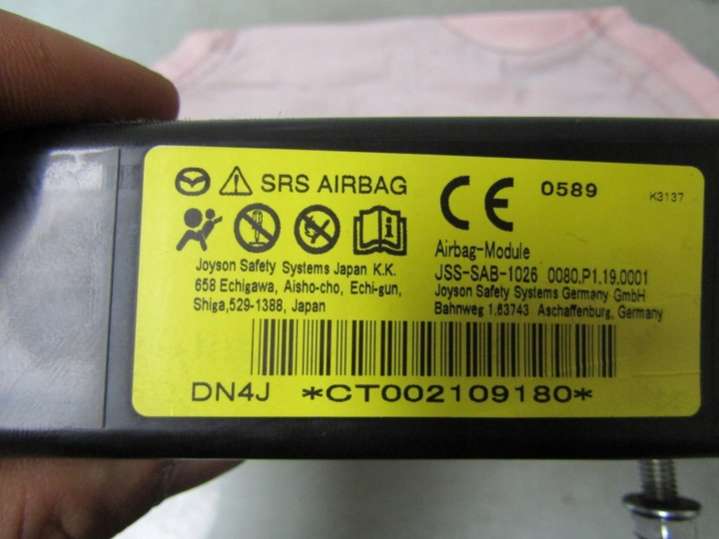 SRS AIRBAG
CE 0589
K3137
Joyson Safety Systems Japan K.K.
658 Echigawa, Aisho-cho, Echi-gun,
Shiga,529-1388, Japan
Airbag-Module
JSS-SAB-1026 0080.P1.19.0001
Joyson Safety Systems Germany GmbH
Bahnweg 1.63743 Aschaffenburg, Germany
DN4J *CT002109180*